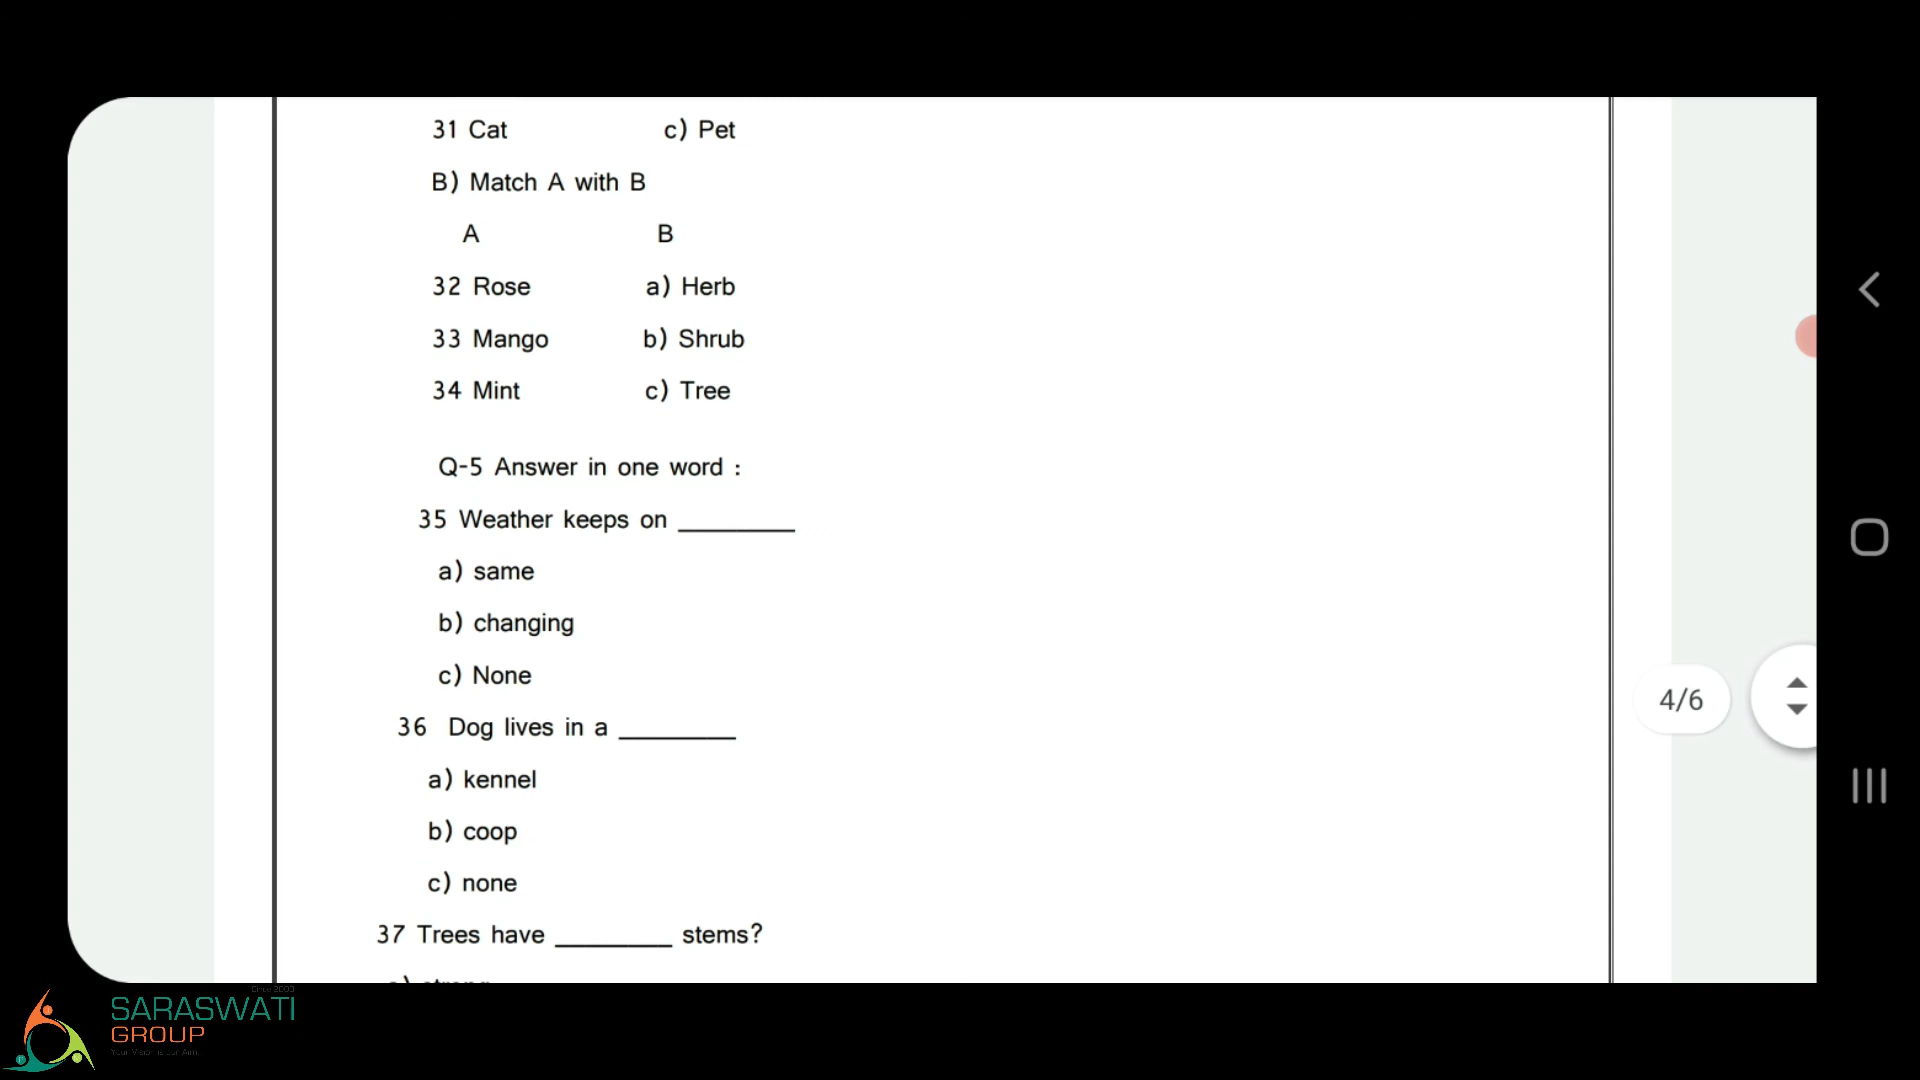 31 Cat c) Pet
B) Match A with B
A B
32 Rose a) Herb
33 Mango b) Shrub
34 Mint c) Tree
Q-5 Answer in one word :
35 Weather keeps on ________
a) same
b) changing
c) None
36 Dog lives in a ________
a) kennel
b) coop
c) none
37 Trees have ________ stems?
4/6
Since 2000
SARASWATI
GROUP